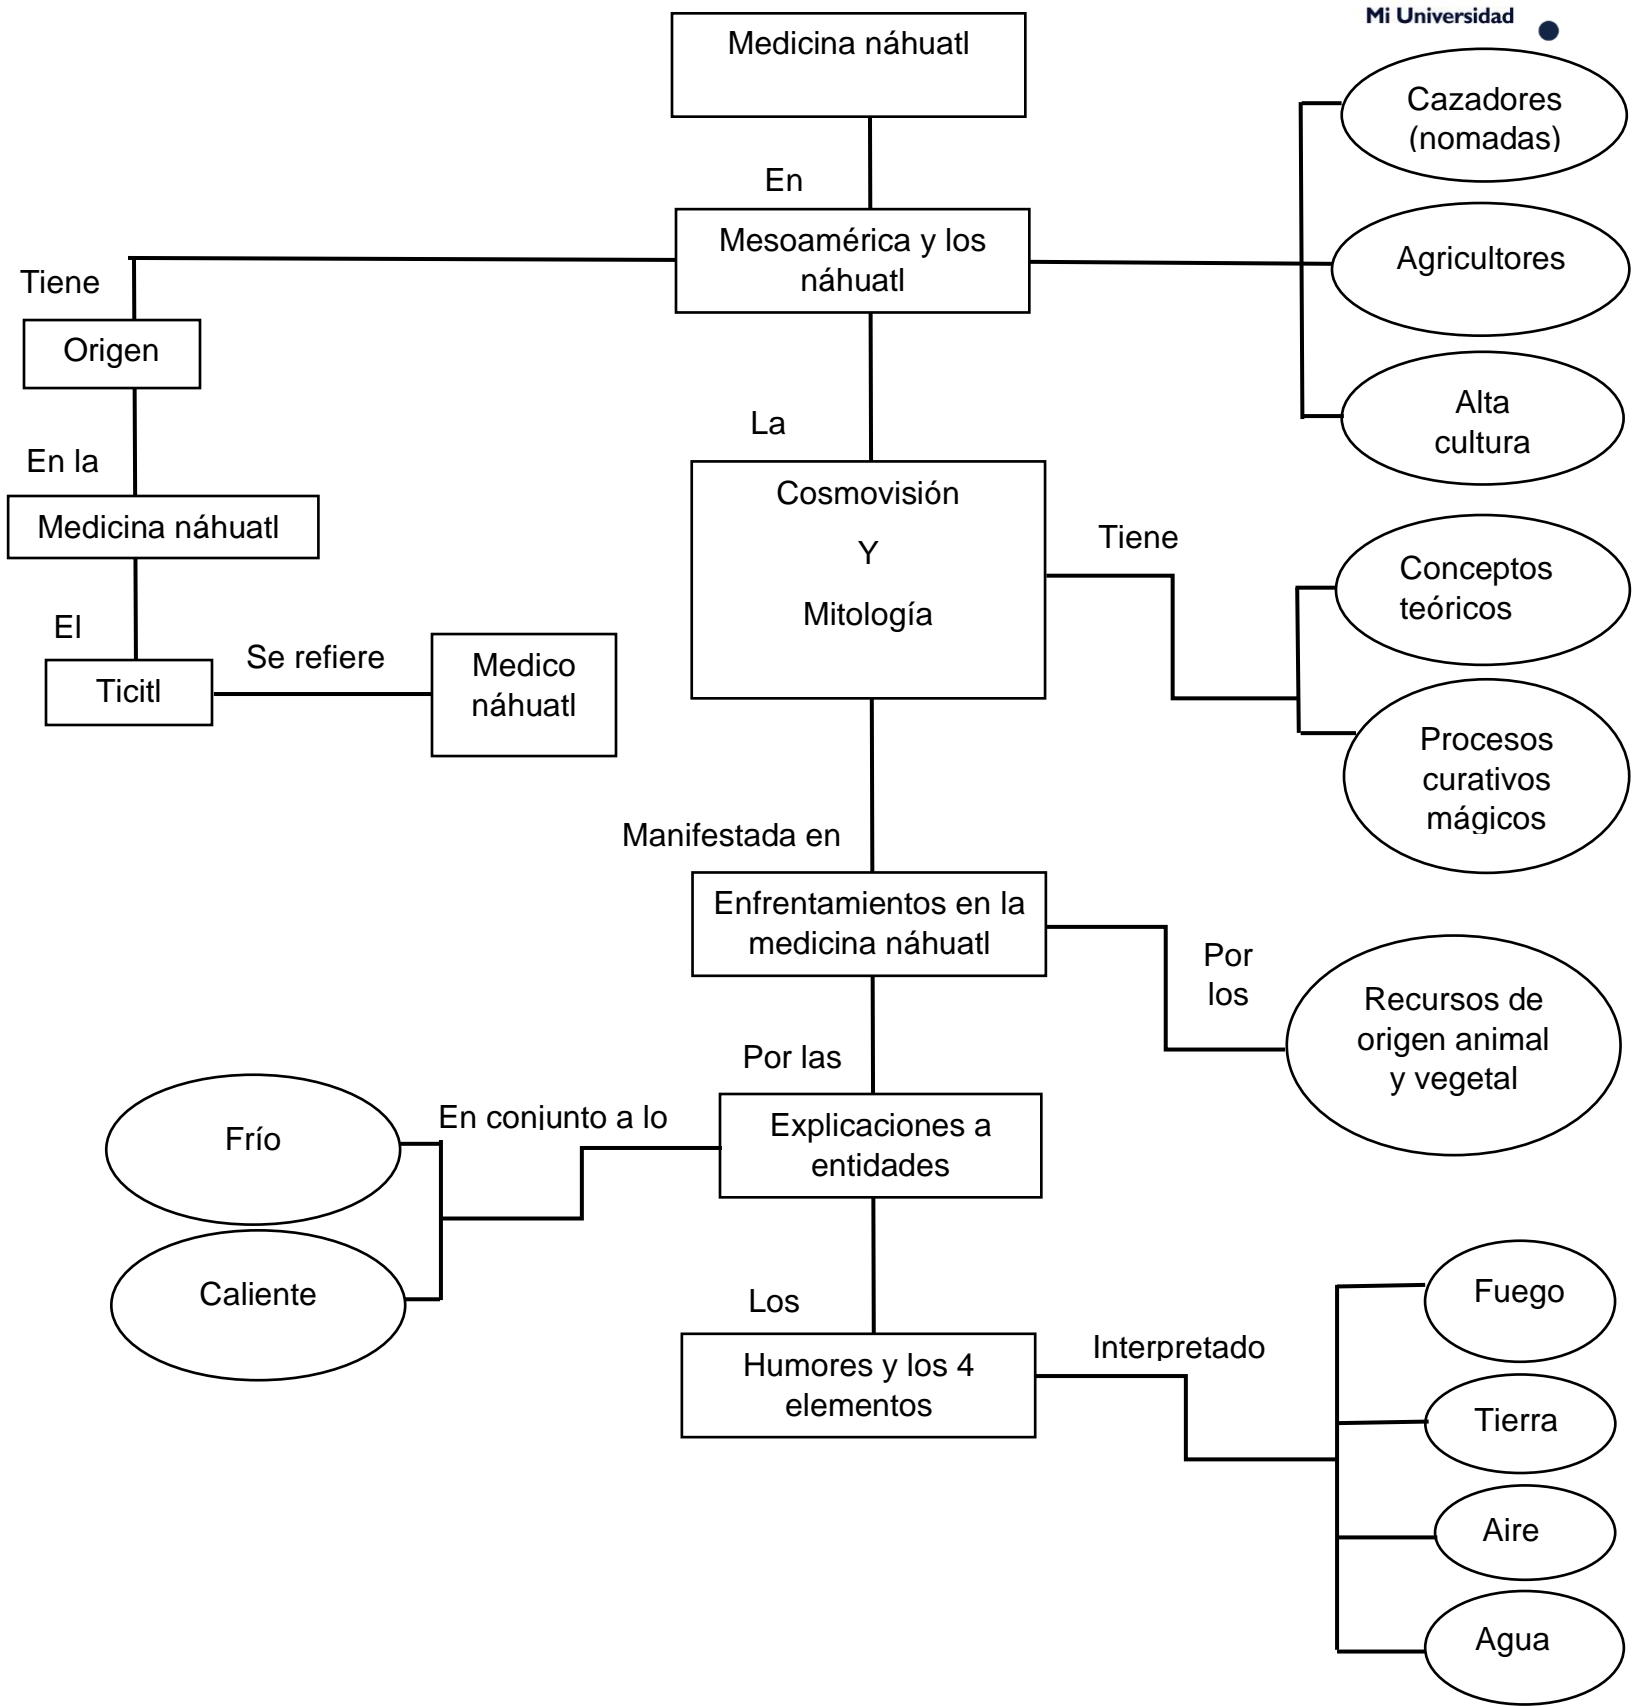 Mi Universidad
Medicina náhuatl
Cazadores
(nomadas)
En
Mesoamérica y los
náhuatl
Agricultores
Tiene
Origen
Alta
cultura
La
En la
Medicina náhuatl
Cosmovisión
Y
Mitología
Tiene
Conceptos
teóricos
El
Ticitl
Se refiere
Medico
náhuatl
Procesos
curativos
mágicos
Manifestada en
Enfrentamientos en la
medicina náhuatl
Por
los
Recursos de
origen animal
y vegetal
Por las
En conjunto a lo
Explicaciones a
entidades
Frío
Caliente
Los
Humores y los 4
elementos
Interpretado
Fuego
Tierra
Aire
Agua